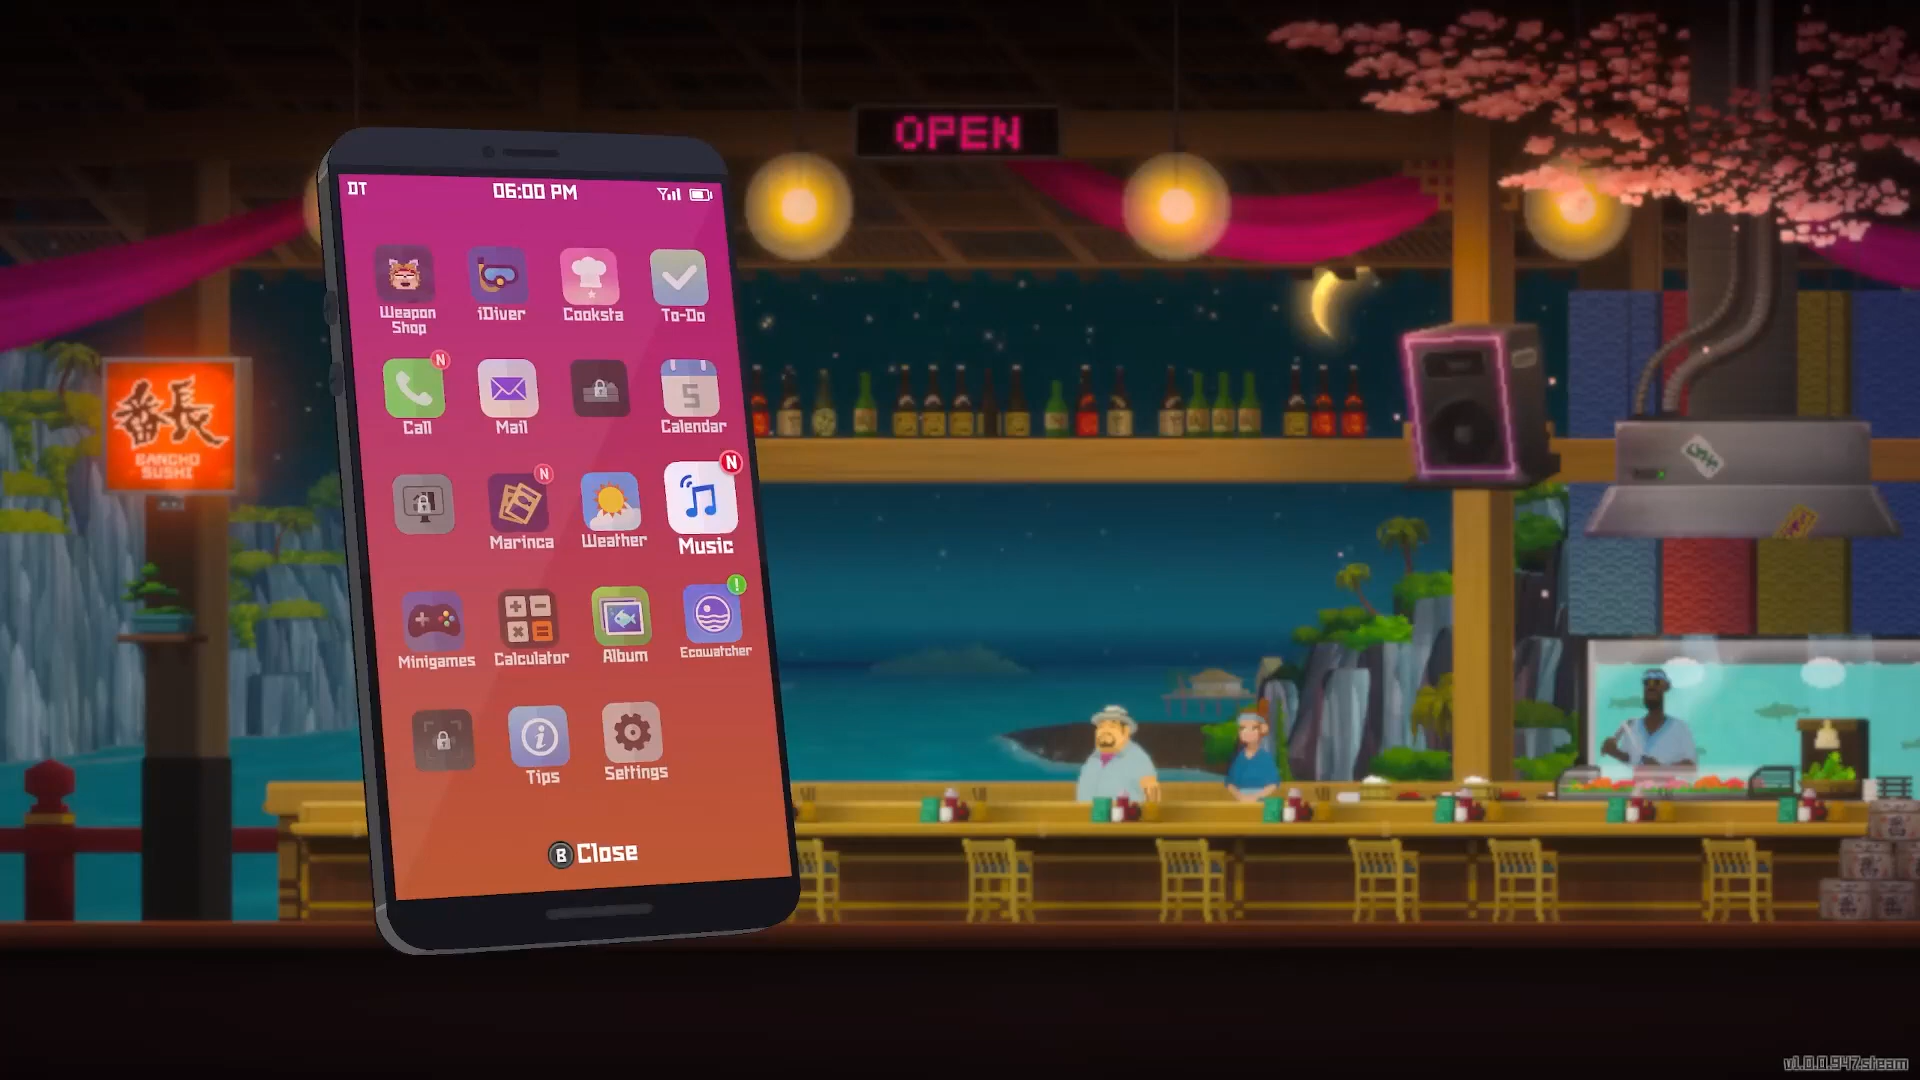 OPEN
DT
06:00 PM
Weapon
Shop
iDiver
Cooksta
To-Do
N
Call
Mail
5
Calendar
N
Marinca
Weather
N
Music
Minigames
Calculator
Album
!
Ecowatcher
Tips
Settings
B Close
番長
BANCHO
SUSHI
v1.0.0.947.steam